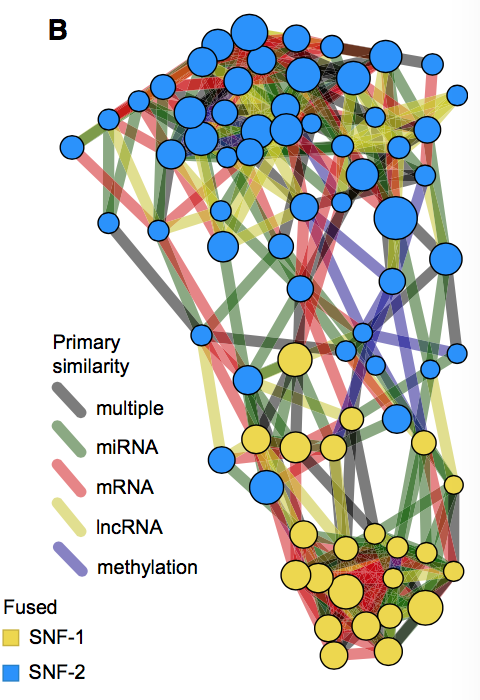 B
Primary
similarity
multiple
miRNA
mRNA
lncRNA
methylation
Fused
SNF-1
SNF-2